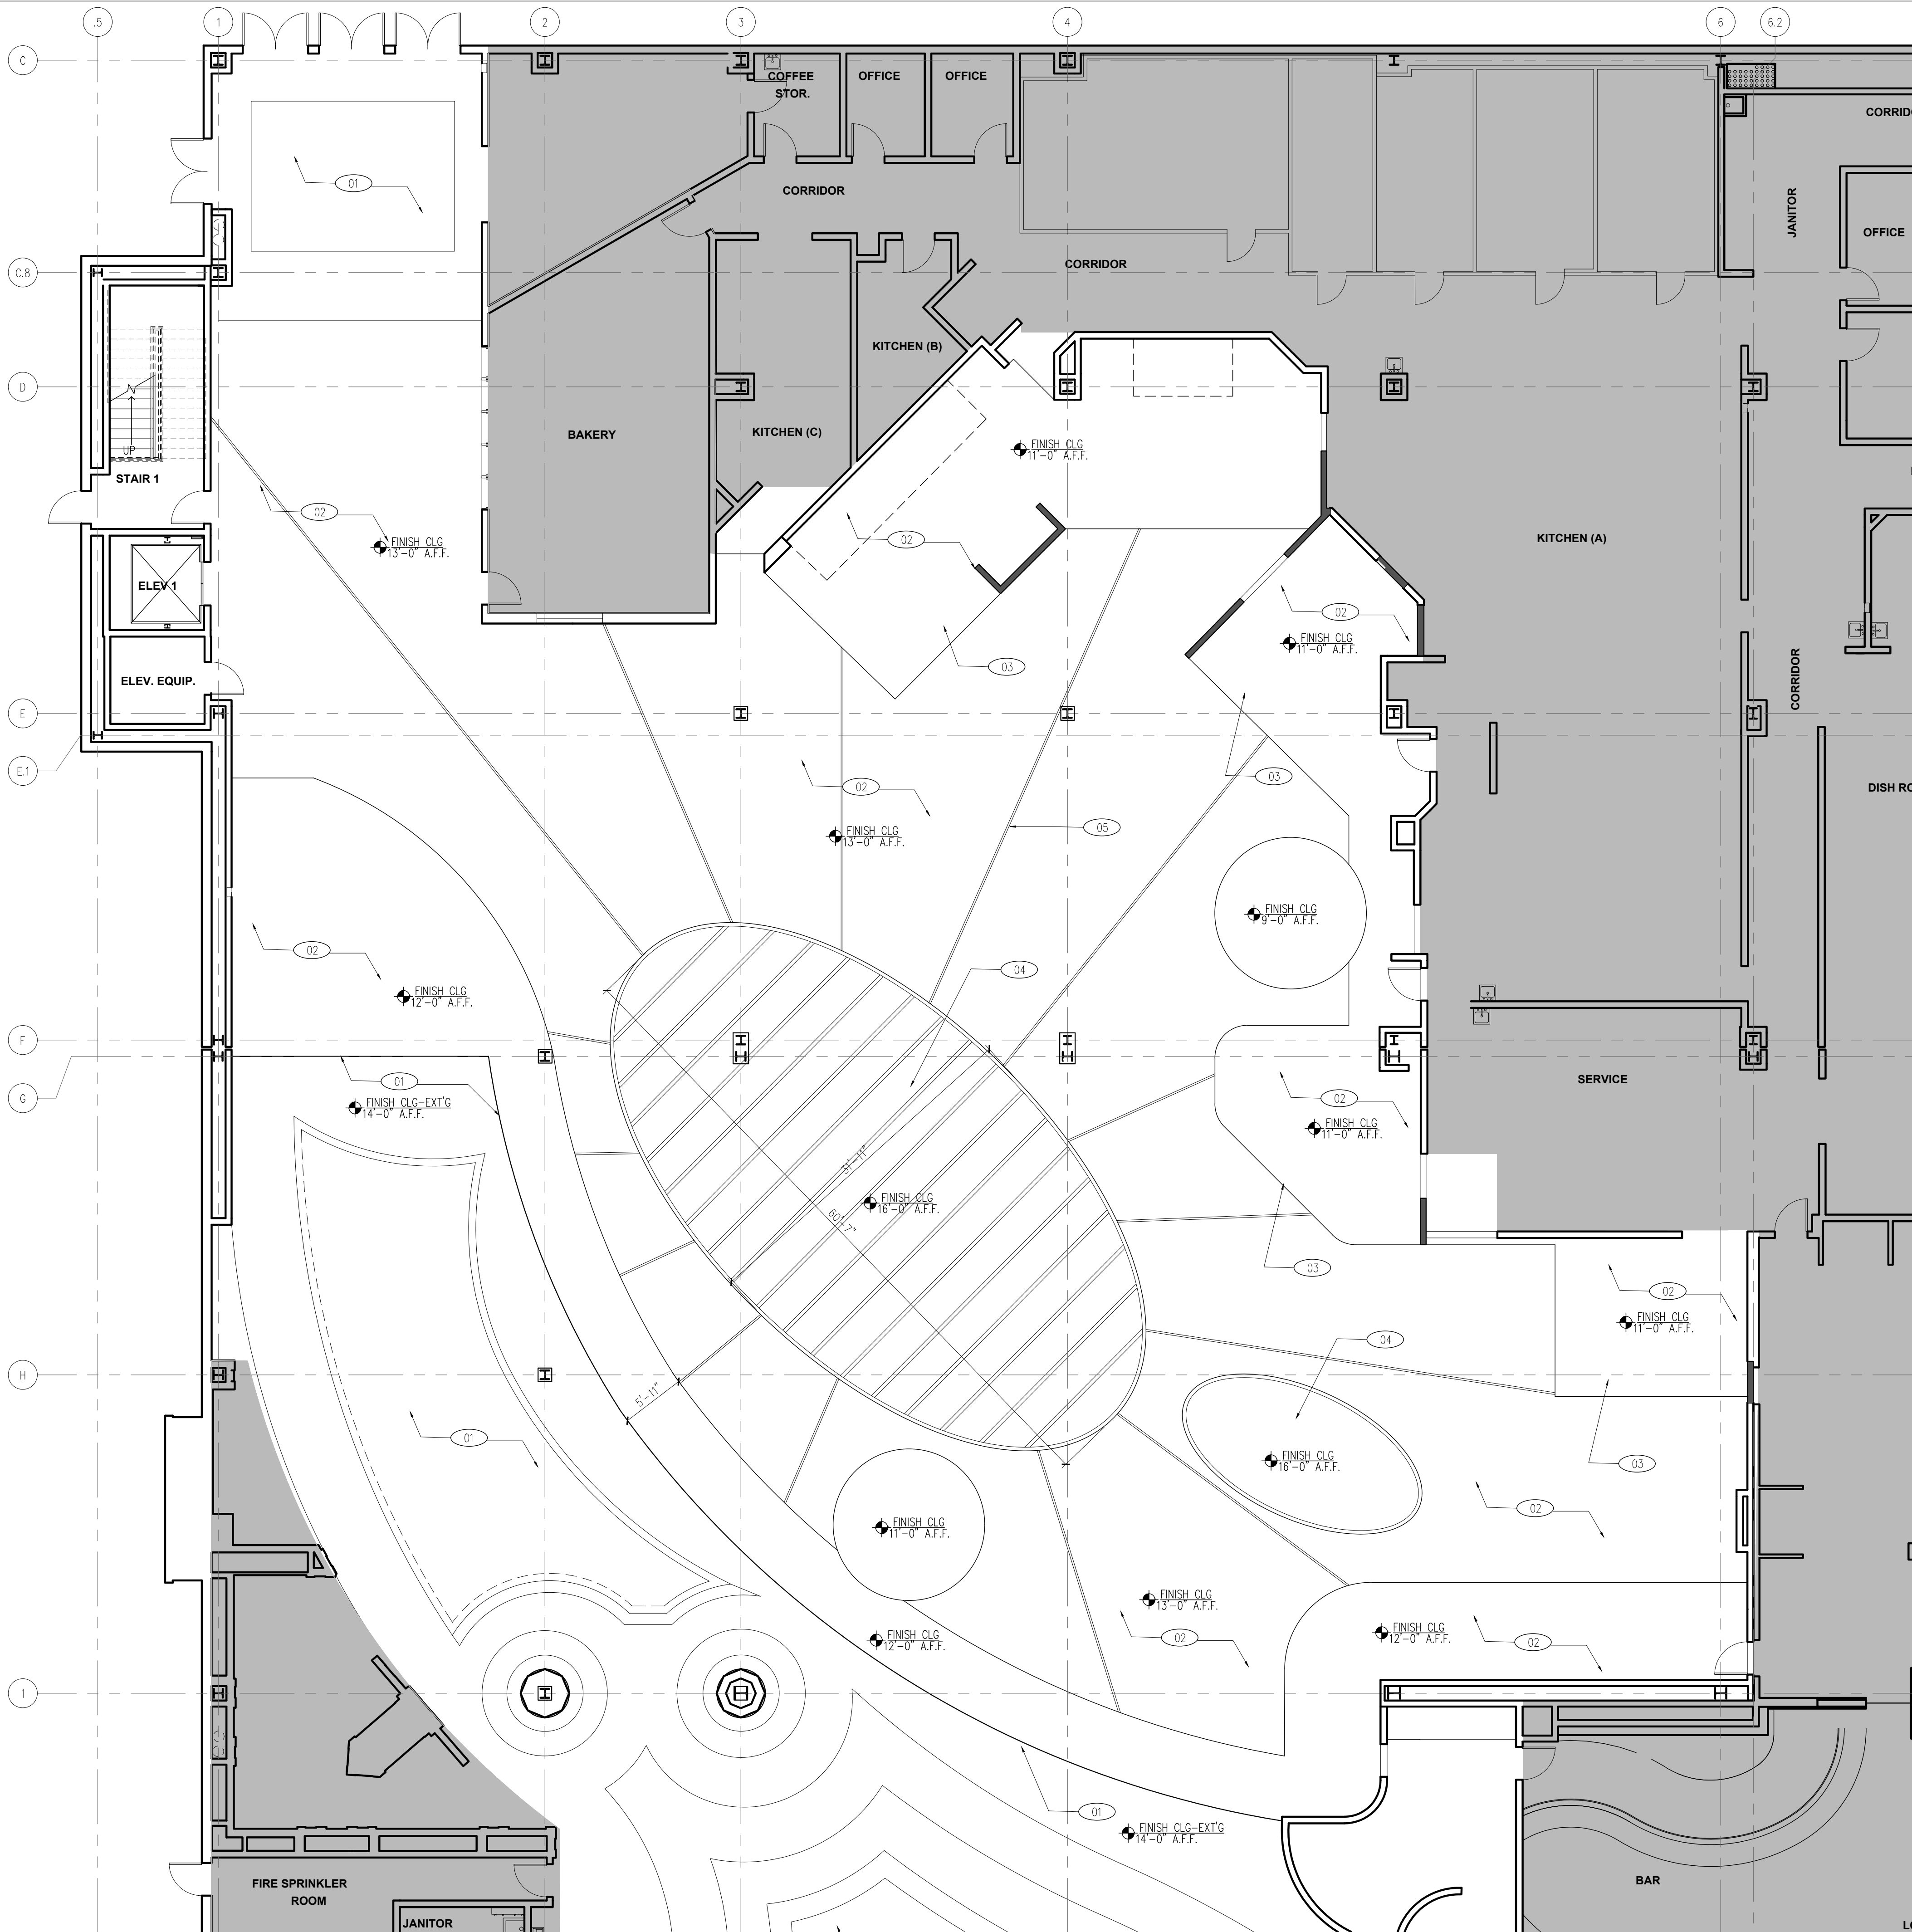 .5
1
2
3
4
6
6.2
C
COFFEE
STOR.
OFFICE
OFFICE
CORRID
01
CORRIDOR
JANITOR
OFFICE
C.8
CORRIDOR
KITCHEN (B)
D
BAKERY
KITCHEN (C)
FINISH CLG
11'-0" A.F.F.
UP
STAIR 1
02
FINISH CLG
13'-0" A.F.F.
02
KITCHEN (A)
ELEV 1
02
FINISH CLG
11'-0" A.F.F.
03
ELEV. EQUIP.
CORRIDOR
E
E.1
03
02
DISH RO
FINISH CLG
13'-0" A.F.F.
05
FINISH CLG
9'-0" A.F.F.
02
04
FINISH CLG
12'-0" A.F.F.
F
G
01
SERVICE
FINISH CLG-EXT'G
14'-0" A.F.F.
02
FINISH CLG
11'-0" A.F.F.
31'-11"
FINISH CLG
16'-0" A.F.F.
60'-7"
03
02
FINISH CLG
11'-0" A.F.F.
04
H
5'-11"
01
FINISH CLG
16'-0" A.F.F.
03
02
FINISH CLG
11'-0" A.F.F.
FINISH CLG
13'-0" A.F.F.
FINISH CLG
12'-0" A.F.F.
02
FINISH CLG
12'-0" A.F.F.
02
1
01
FINISH CLG-EXT'G
14'-0" A.F.F.
FIRE SPRINKLER
ROOM
BAR
JANITOR